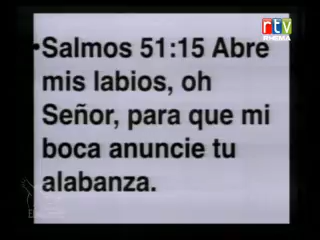 rtv
RHEMA
•Salmos 51:15 Abre
mis labios, oh
Señor, para que mi
boca anuncie tu
alabanza.